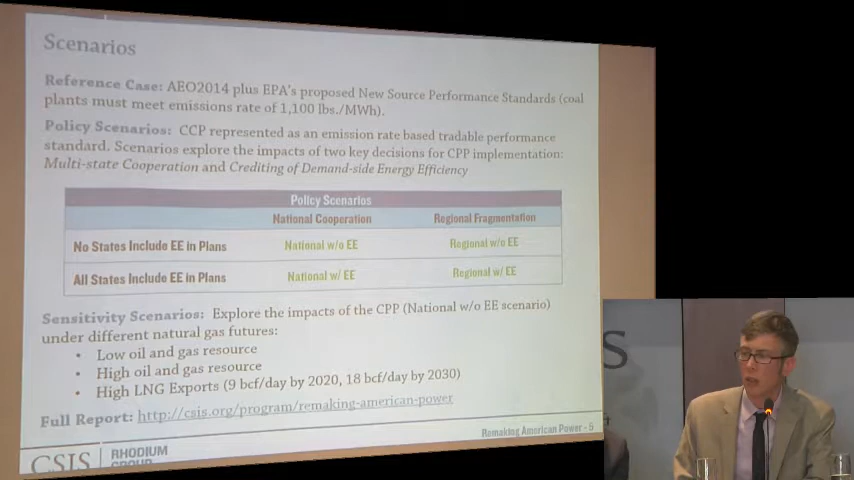 Scenarios
Reference Case: AEO2014 plus EPA's proposed New Source Performance Standards (coal
plants must meet emissions rate of 1,100 lbs./MWh).
Policy Scenarios: CCP represented as an emission rate based tradable performance
standard. Scenarios explore the impacts of two key decisions for CPP implementation:
Multi-state Cooperation and Crediting of Demand-side Energy Efficiency
Policy Scenarios
National Cooperation Regional Fragmentation
No States Include EE in Plans National w/o EE Regional w/o EE
All States Include EE in Plans National w/ EE Regional w/ EE
Sensitivity Scenarios: Explore the impacts of the CPP (National w/o EE scenario)
under different natural gas futures:
• Low oil and gas resource
• High oil and gas resource
• High LNG Exports (9 bcf/day by 2020, 18 bcf/day by 2030)
Full Report: http://csis.org/program/remaking-american-power
Remaking American Power - 5
CSIS RHODIUM
GROUP
S